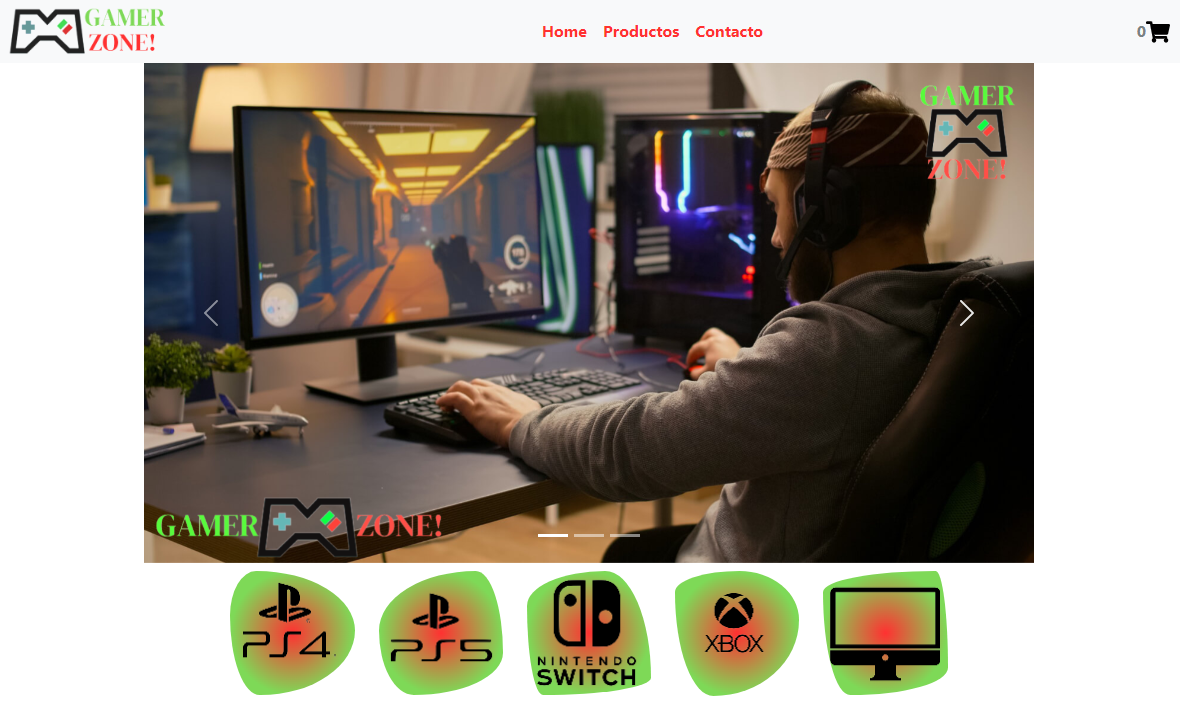 GAMER
ZONE!
Home Productos Contacto
0
GAMER
ZONE!
GAMER ZONE!
PS4
PS5
NINTENDO
SWITCH
XBOX